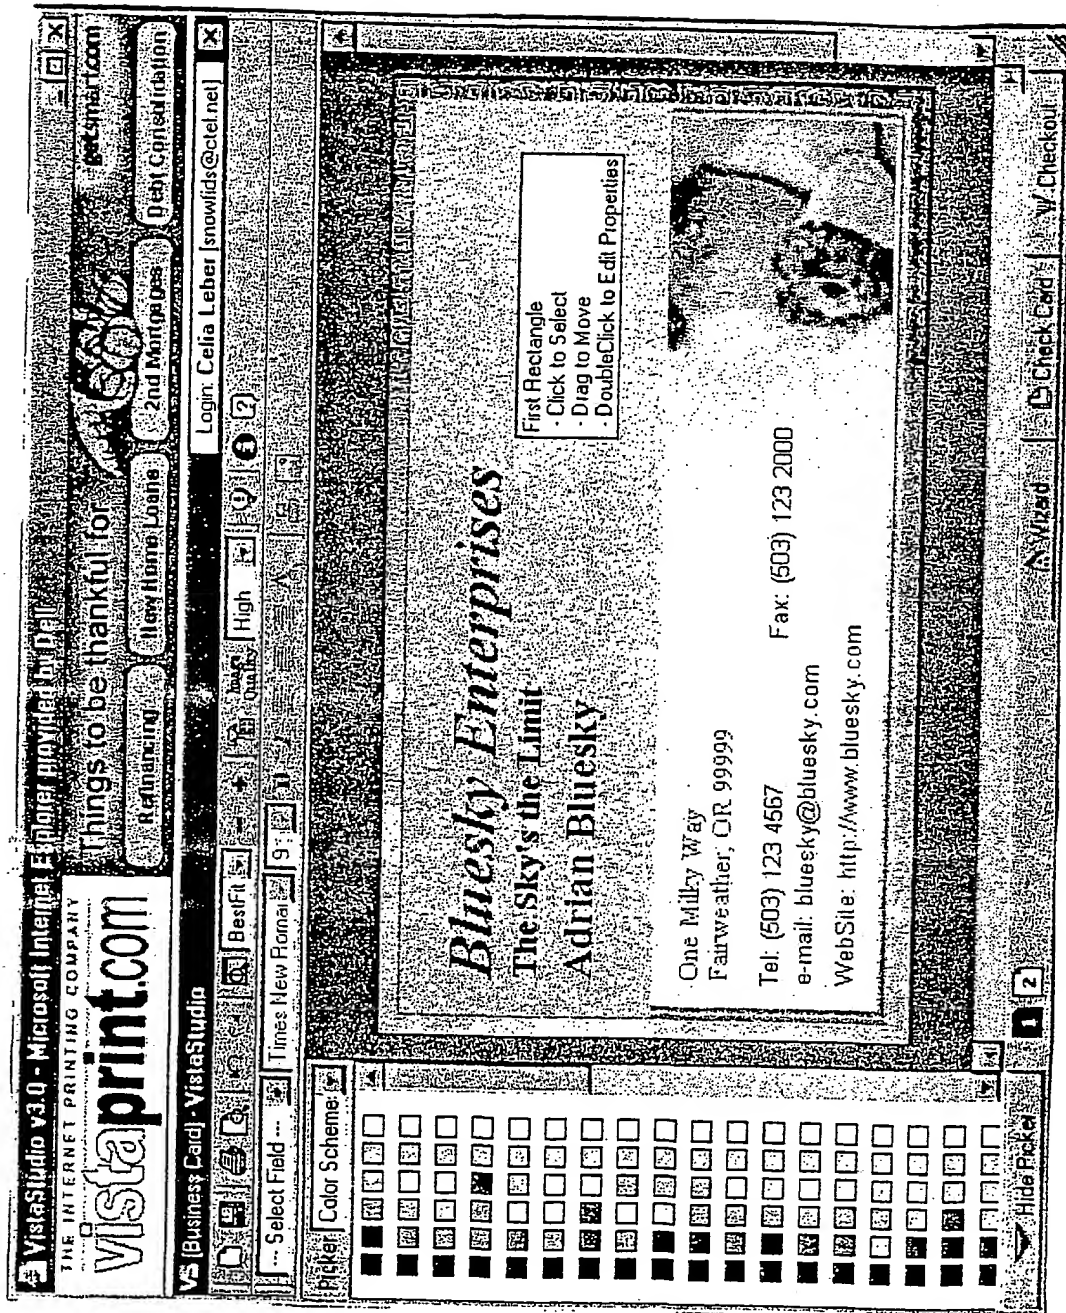 VistaStudio v3.0 - Microsoft Internet Explorer provided by Dell
THE INTERNET PRINTING COMPANY
vistaprint.com
Things to be thankful for
getsmart.com
Refinancing
New Home Loans
2nd Mortgages
Debt Consolidation
VS [Business Card] - VistaStudio
Login: Celia Leber [snowlds@ctel.net]
BestFit
Image Quality
High
--- Select Field ---
Times New Roman
9
Picker
Color Scheme
Bluesky Enterprises
The Sky's the Limit
Adrian Bluesky
First Rectangle
- Click to Select
- Drag to Move
- DoubleClick to Edit Properties
One Milky Way
Fairweather, OR 99999
Tel: (503) 123 4567
Fax: (503) 123 2000
e-mail: bluesky@bluesky.com
WebSite: http://www.bluesky.com
1 2
Hide Picker
Wizard
Check Card
Checkout